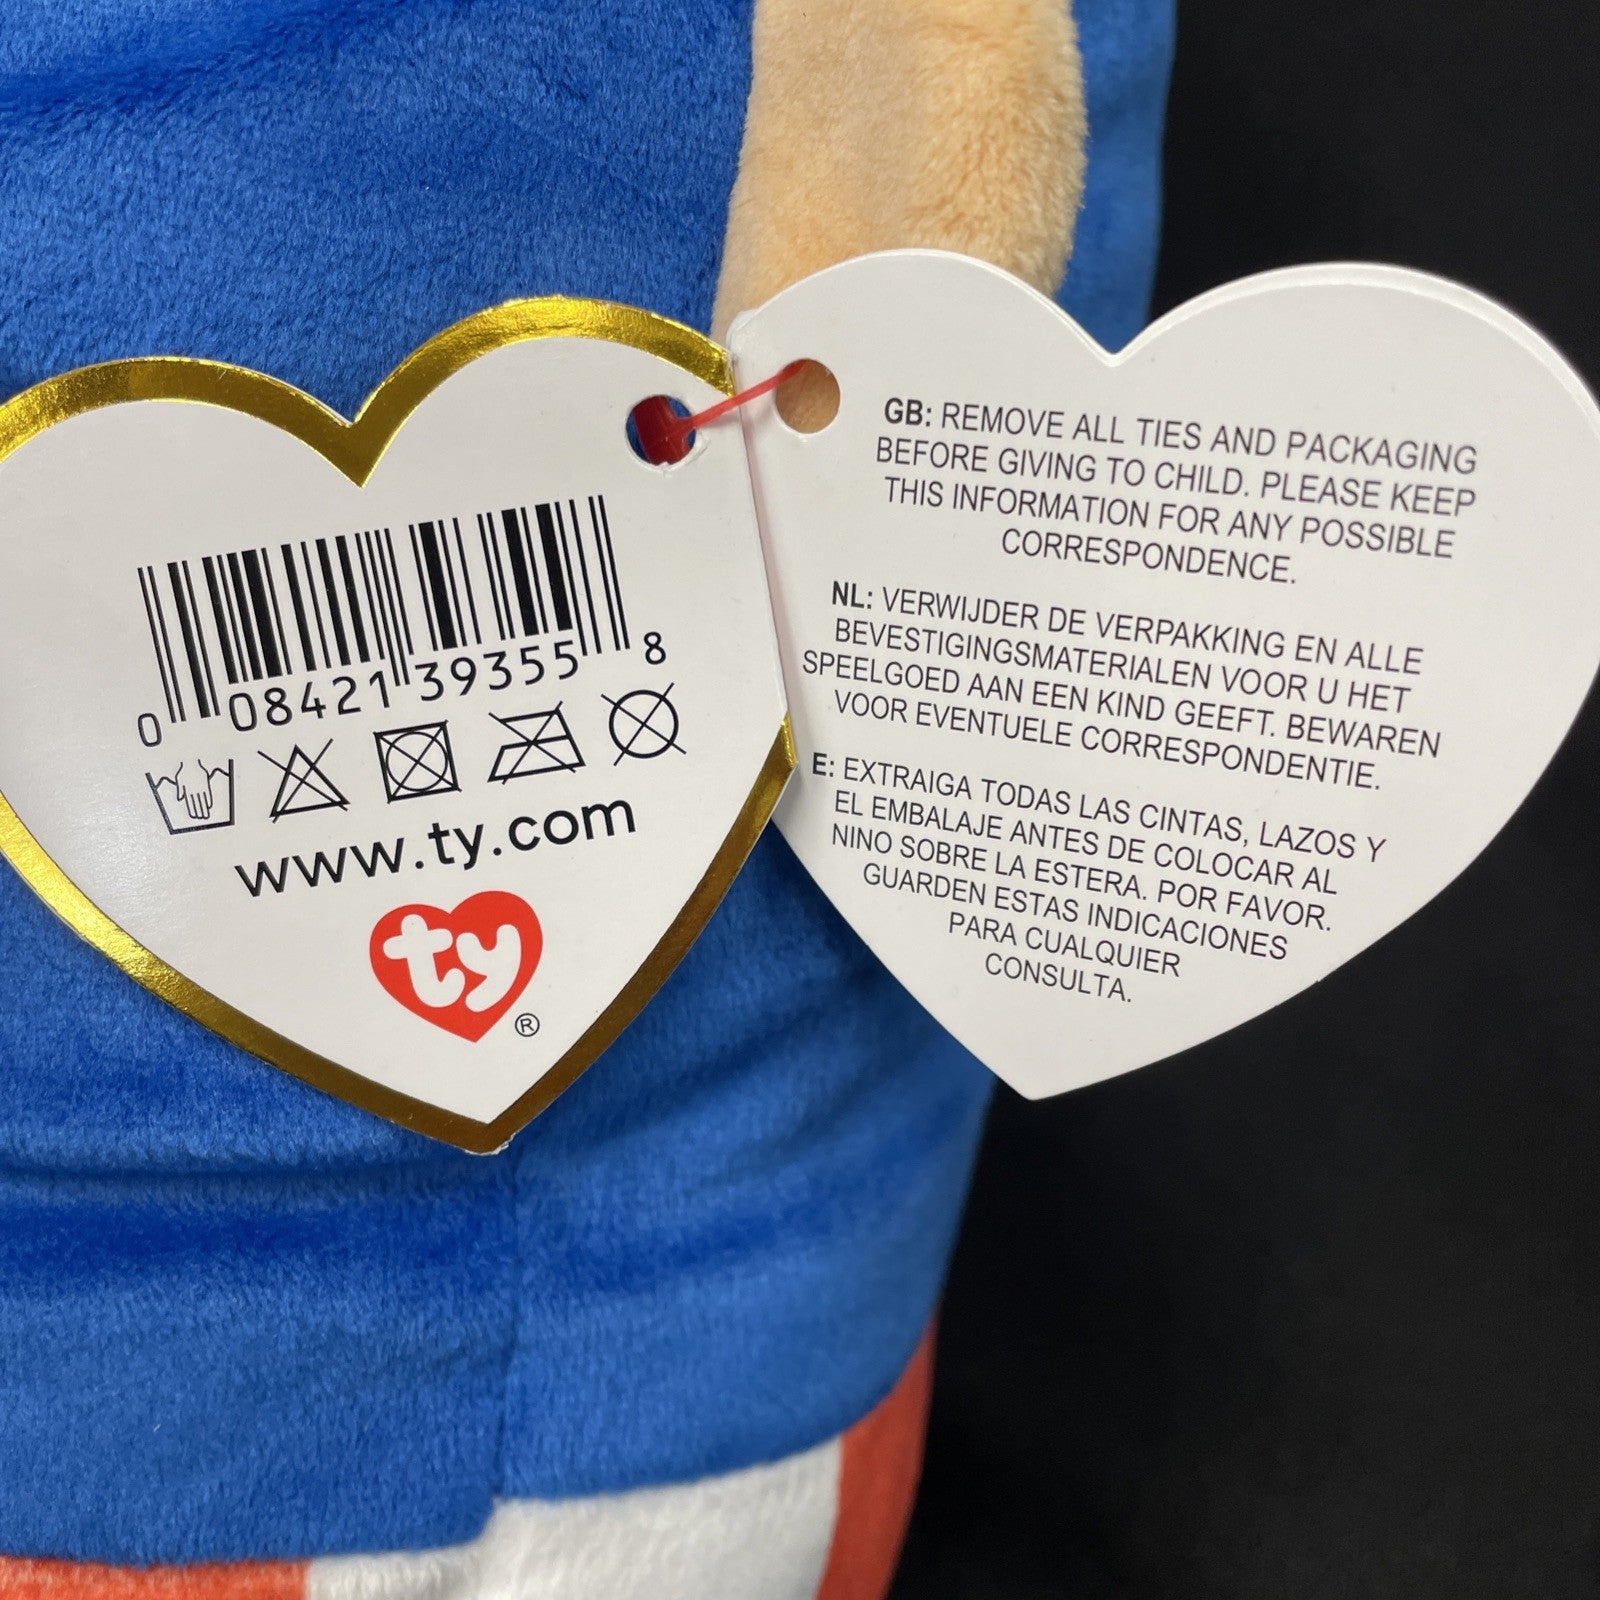 0 08421 39355 8
www.ty.com
ty
®
GB: REMOVE ALL TIES AND PACKAGING
BEFORE GIVING TO CHILD. PLEASE KEEP
THIS INFORMATION FOR ANY POSSIBLE
CORRESPONDENCE.
NL: VERWIJDER DE VERPAKKING EN ALLE
BEVESTIGINGSMATERIALEN VOOR U HET
SPEELGOED AAN EEN KIND GEEFT. BEWAREN
VOOR EVENTUELE CORRESPONDENTIE.
E: EXTRAIGA TODAS LAS CINTAS, LAZOS Y
EL EMBALAJE ANTES DE COLOCAR AL
NINO SOBRE LA ESTERA. POR FAVOR.
GUARDEN ESTAS INDICACIONES
PARA CUALQUIER
CONSULTA.